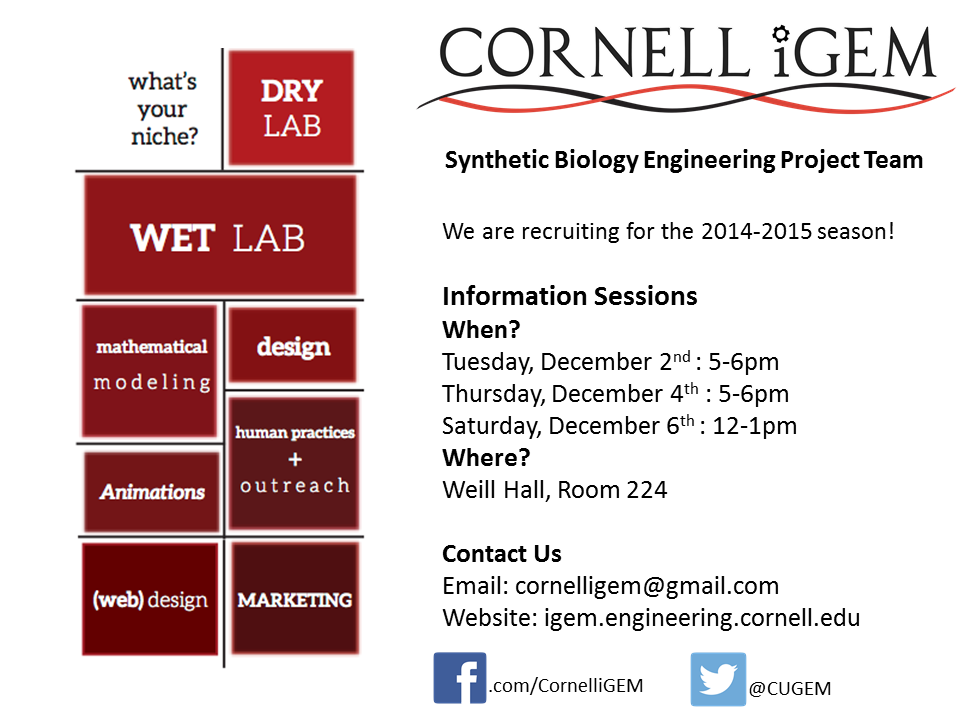 what's
your
niche?
DRY
LAB
WET LAB
mathematical
modeling
design
human practices
+
outreach
Animations
(web) design
MARKETING
CORNELL iGEM
Synthetic Biology Engineering Project Team
We are recruiting for the 2014-2015 season!
Information Sessions
When?
Tuesday, December 2nd : 5-6pm
Thursday, December 4th : 5-6pm
Saturday, December 6th : 12-1pm
Where?
Weill Hall, Room 224
Contact Us
Email: cornelligem@gmail.com
Website: igem.engineering.cornell.edu
f .com/CornelliGEM
@CUGEM